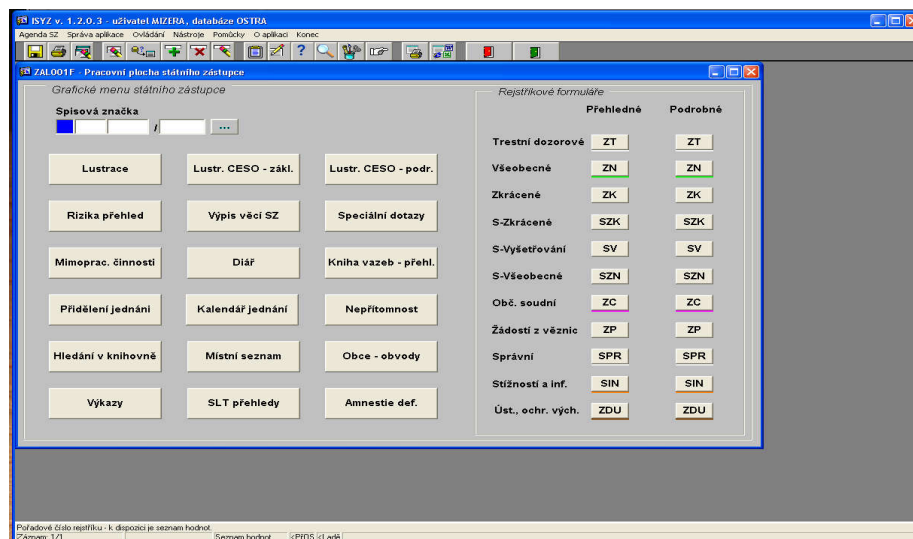 ISYZ v. 1.2.0.3 - uživatel MIZERA, databáze OSTRA
Agenda SZ Správa aplikace Ovládání Nástroje Pomůcky O aplikaci Konec
ZAL001F - Pracovní plocha státního zástupce
Grafické menu státního zástupce
Spisová značka
/ ...
Lustrace Lustr. CESO - zákl. Lustr. CESO - podr.
Rizika přehled Výpis věcí SZ Speciální dotazy
Mimoprac. činnosti Diář Kniha vazeb - přehl.
Přidělení jednáni Kalendář jednání Nepřítomnost
Hledání v knihovně Místní seznam Obce - obvody
Výkazy SLT přehledy Amnestie def.
Rejstříkové formuláře
Přehledné Podrobné
Trestní dozorové ZT ZT
Všeobecné ZN ZN
Zkrácené ZK ZK
S-Zkrácené SZK SZK
S-Vyšetřování SV SV
S-Všeobecné SZN SZN
Obč. soudní ZC ZC
Žádostí z věznic ZP ZP
Správní SPR SPR
Stížností a inf. SIN SIN
Úst., ochr. vých. ZDU ZDU
Pořadové číslo rejstříku - k dispozici je seznam hodnot.
Záznam: 1/1 Seznam hodnot <PřÚS <Ladě